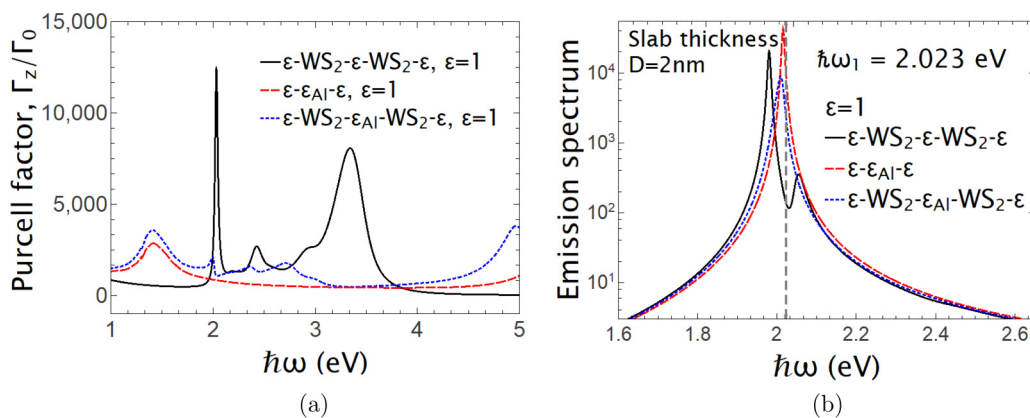 15,000
10,000
5,000
0
Purcell factor, Γz/Γ0
ε-WS2-ε-WS2-ε, ε=1
ε-εAl-ε, ε=1
ε-WS2-εAl-WS2-ε, ε=1
1 2 3 4 5
ħω (eV)
(a)
Slab thickness
D=2nm
ħω1 = 2.023 eV
ε=1
ε-WS2-ε-WS2-ε
ε-εAl-ε
ε-WS2-εAl-WS2-ε
10^4
10^3
10^2
10^1
Emission spectrum
1.6 1.8 2 2.2 2.4 2.6
ħω (eV)
(b)